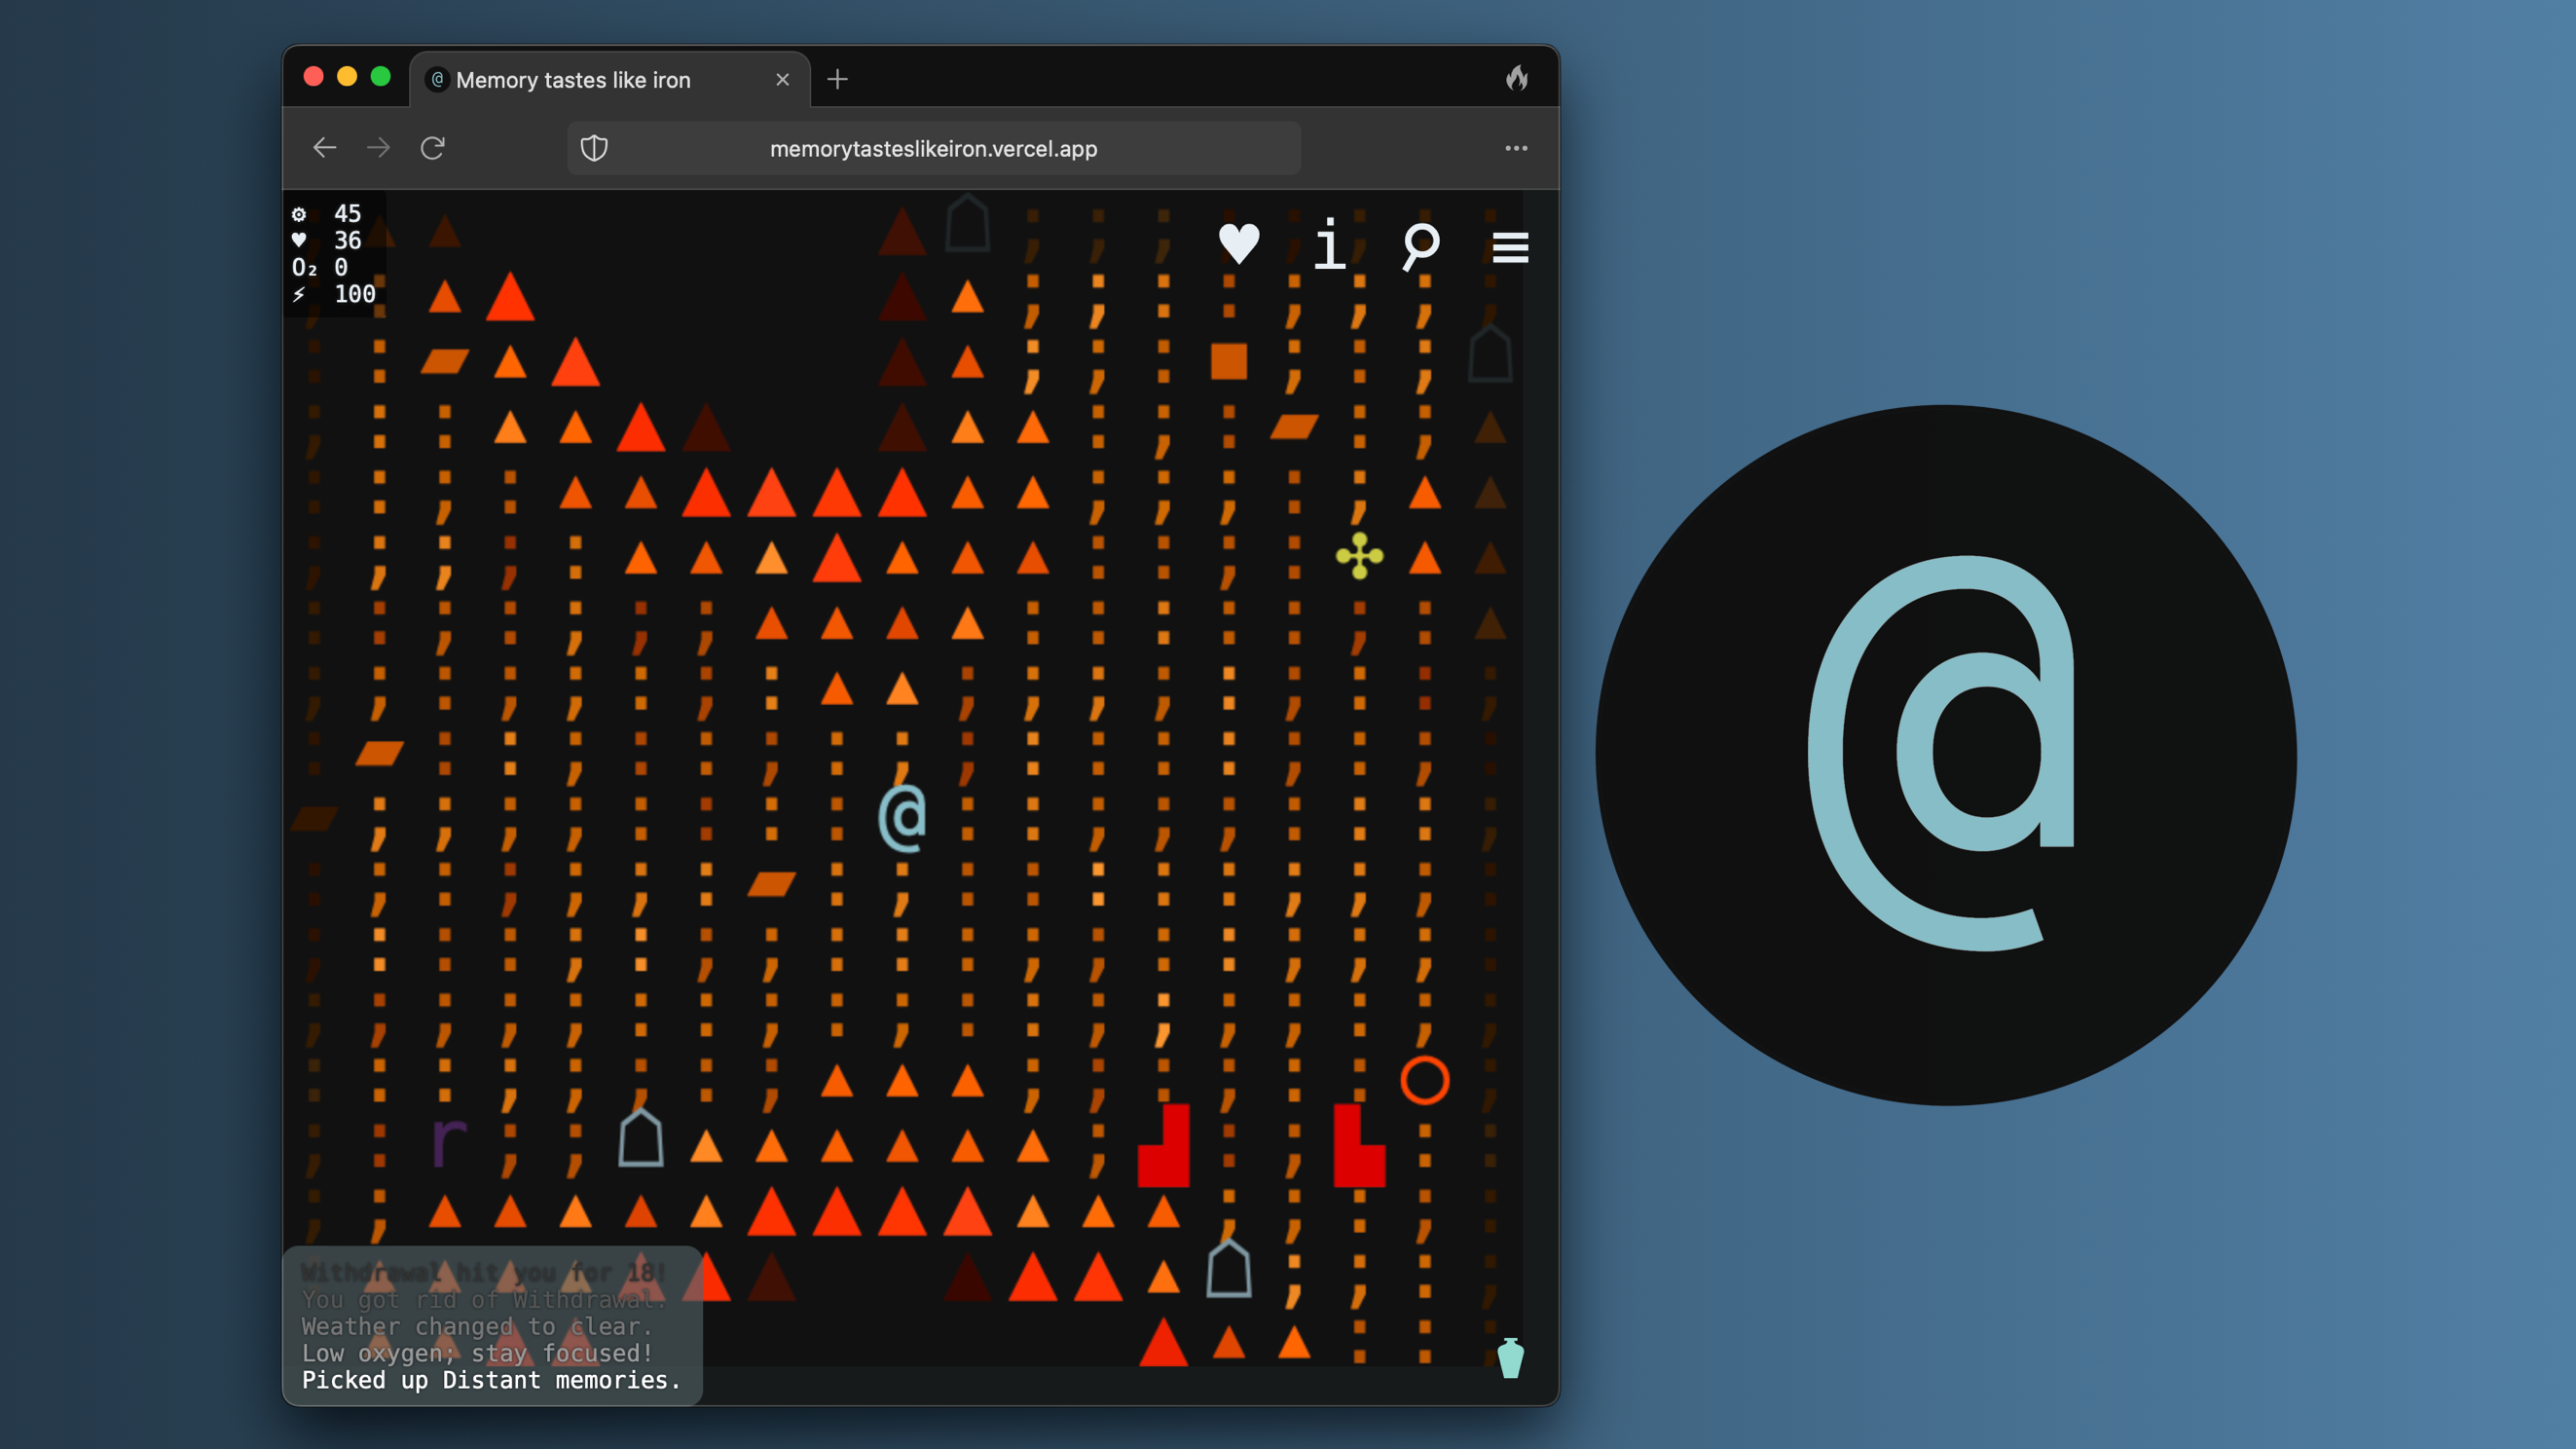 @ Memory tastes like iron
memorytasteslikeiron.vercel.app
⚙ 45
♥ 36
O₂ 0
⚡ 100
♥ i
@
@
r
Withdrawal hit you for 18!
You got rid of Withdrawal.
Weather changed to clear.
Low oxygen; stay focused!
Picked up Distant memories.